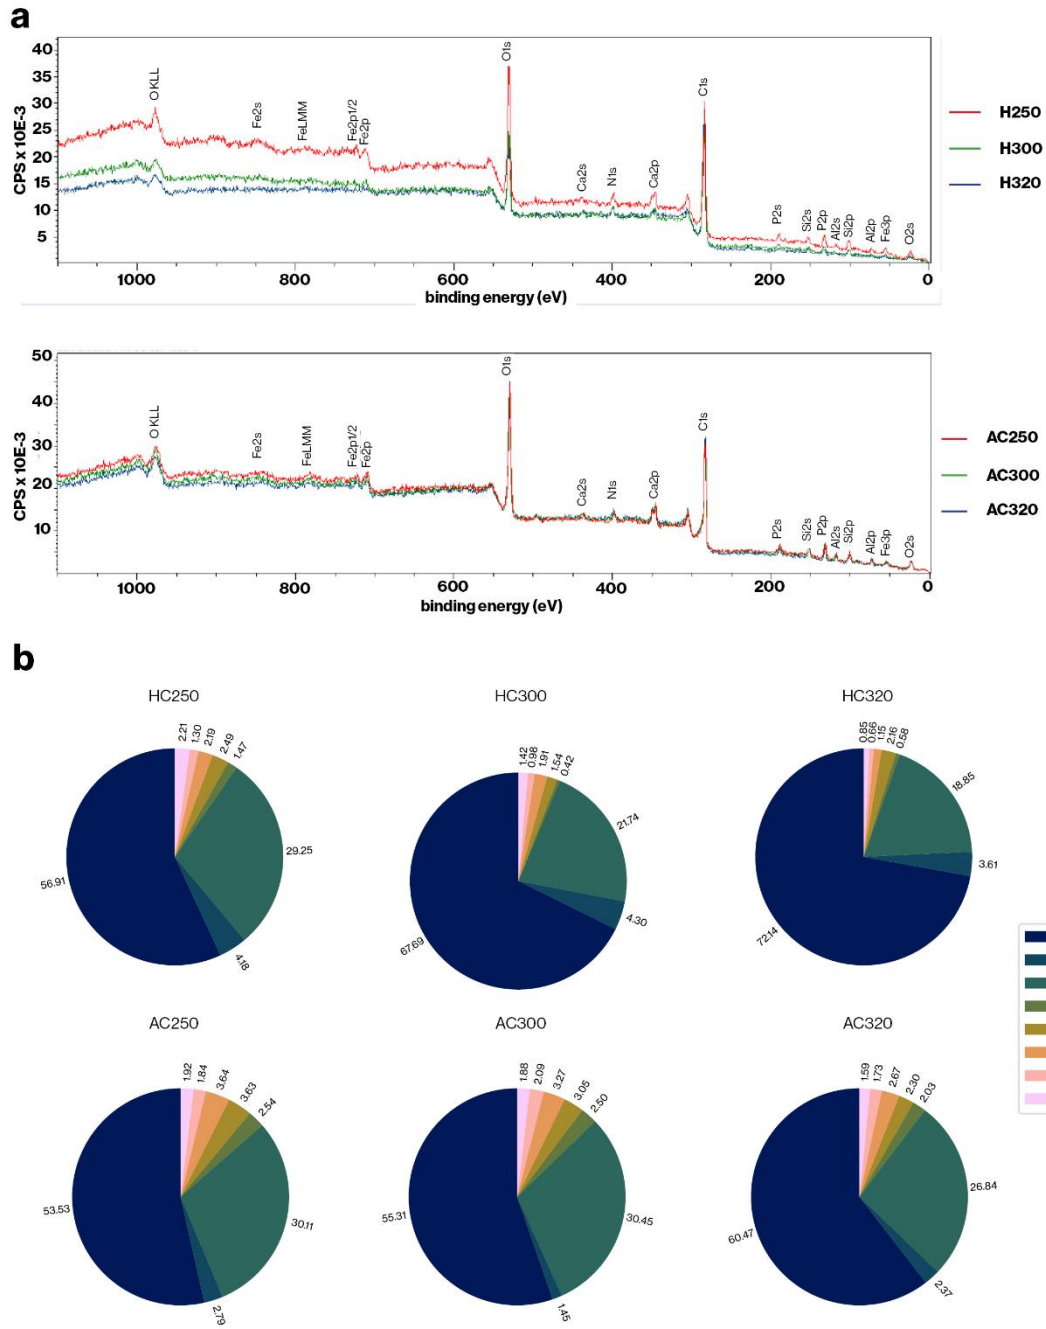 a
40
35
30
25
20
15
10
5
CPS x 10E-3
O KLL
Fe2s
FeLMM
Fe2p1/2
Fe2p
O1s
Ca2s
N1s
Ca2p
C1s
P2s
Si2s
P2p
Al2s
Si2p
Al2p
Fe3p
O2s
1000
800
600
400
200
0
binding energy (eV)
H250
H300
H320
50
40
30
20
10
CPS x 10E-3
O KLL
Fe2s
FeLMM
Fe2p1/2
Fe2p
O1s
Ca2s
N1s
Ca2p
C1s
P2s
Si2s
P2p
Al2s
Si2p
Al2p
Fe3p
O2s
1000
800
600
400
200
0
binding energy (eV)
AC250
AC300
AC320
b
HC250
2.21
1.30
2.19
2.49
1.47
29.25
4.18
56.91
HC300
1.42
0.98
1.91
1.54
0.42
21.74
4.30
67.69
HC320
0.85
0.66
1.15
2.16
0.58
18.85
3.61
72.14
AC250
1.92
1.84
3.64
3.63
2.54
30.11
2.79
53.53
AC300
1.88
2.09
3.27
3.05
2.50
30.45
1.45
55.31
AC320
1.59
1.73
2.67
2.30
2.03
26.84
2.37
60.47